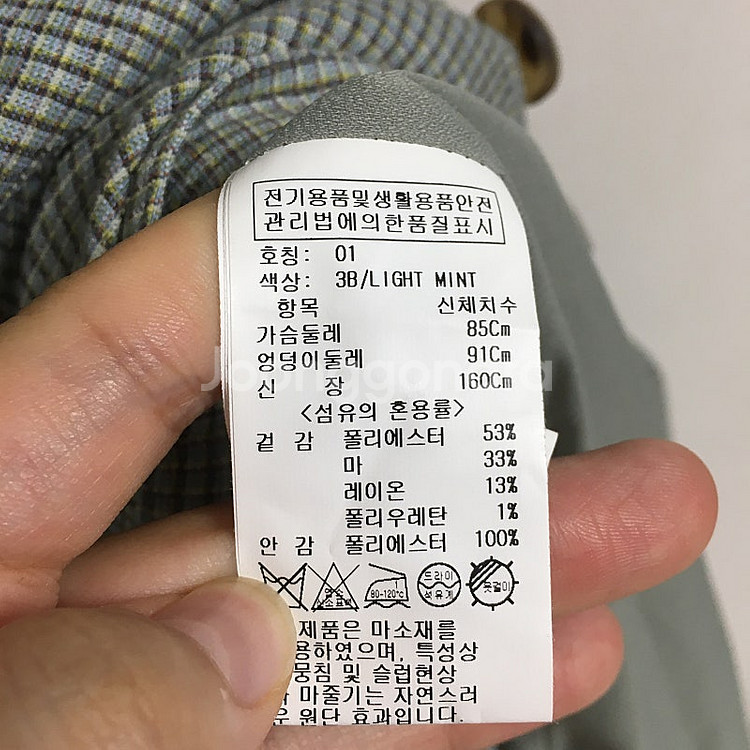 전기용품및생활용품안전
관리법에의한품질표시
호칭: 01
색상: 3B/LIGHT MINT
항목 신체치수
가슴둘레 85Cm
엉덩이둘레 91Cm
신 장 160Cm
<섬유의 혼용률>
겉 감 폴리에스터 53%
마 33%
레이온 13%
폴리우레탄 1%
안 감 폴리에스터 100%
80-120℃
드라이
석유계
옷걸이
제품은 마소재를
용하였으며, 특성상
뭉침 및 슬럽현상
마줄기는 자연스러
운 원단 효과입니다.